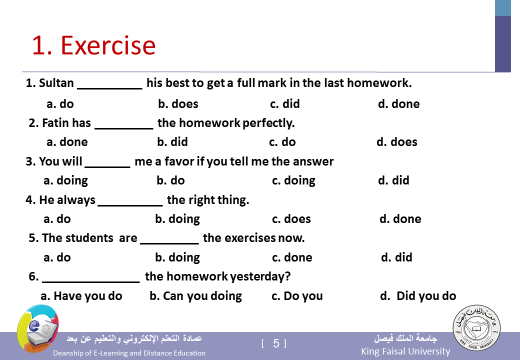 1. Exercise
1. Sultan __________ his best to get a full mark in the last homework.
a. do b. does c. did d. done
2. Fatin has _________ the homework perfectly.
a. done b. did c. do d. does
3. You will _______ me a favor if you tell me the answer
a. doing b. do c. doing d. did
4. He always __________ the right thing.
a. do b. doing c. does d. done
5. The students are _________ the exercises now.
a. do b. doing c. done d. did
6. _______________ the homework yesterday?
a. Have you do b. Can you doing c. Do you d. Did you do
عمادة التعلم الإلكتروني والتعليم عن بعد
Deanship of E-Learning and Distance Education
[ 5 ]
جامعة الملك فيصل
King Faisal University